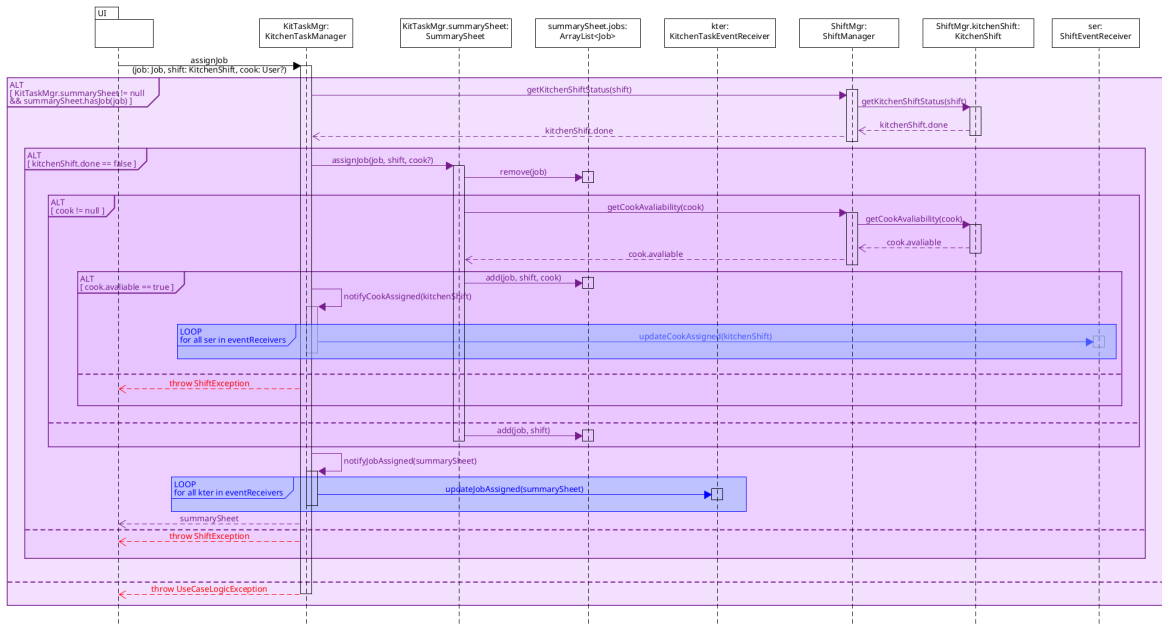 UI
KitTaskMgr:
KitchenTaskManager
KitTaskMgr.summarySheet:
SummarySheet
summarySheet.jobs:
ArrayList<Job>
kter:
KitchenTaskEventReceiver
ShiftMgr:
ShiftManager
ShiftMgr.kitchenShift:
KitchenShift
ser:
ShiftEventReceiver
assignJob
(job: Job, shift: KitchenShift, cook: User?)
ALT
[ KitTaskMgr.summarySheet != null
&& summarySheet.hasJob(job) ]
getKitchenShiftStatus(shift)
getKitchenShiftStatus(shift)
kitchenShift.done
kitchenShift.done
ALT
[ kitchenShift.done == false ]
assignJob(job, shift, cook?)
remove(job)
ALT
[ cook != null ]
getCookAvaliability(cook)
getCookAvaliability(cook)
cook.avaliable
cook.avaliable
ALT
[ cook.avaliable == true ]
add(job, shift, cook)
notifyCookAssigned(kitchenShift)
LOOP
for all ser in eventReceivers
updateCookAssigned(kitchenShift)
throw ShiftException
add(job, shift)
notifyJobAssigned(summarySheet)
LOOP
for all kter in eventReceivers
updateJobAssigned(summarySheet)
summarySheet
throw ShiftException
throw UseCaseLogicException